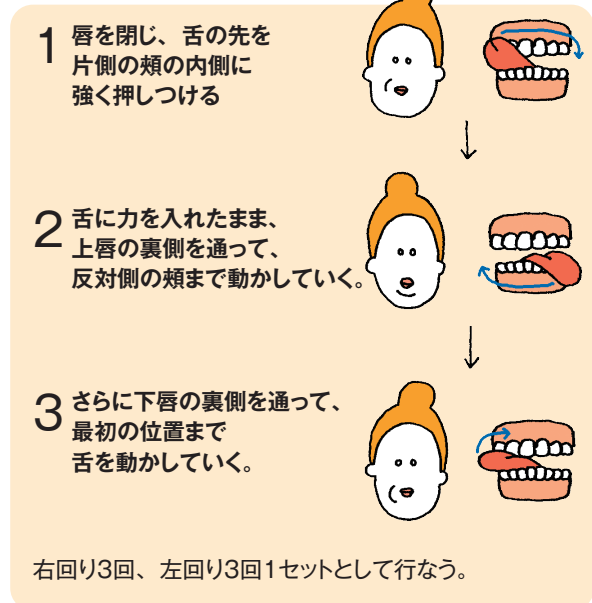 1 唇を閉じ、舌の先を
片側の頬の内側に
強く押しつける
2 舌に力を入れたまま、
上唇の裏側を通って、
反対側の頬まで動かしていく。
3 さらに下唇の裏側を通って、
最初の位置まで
舌を動かしていく。
右回り3回、左回り3回1セットとして行なう。